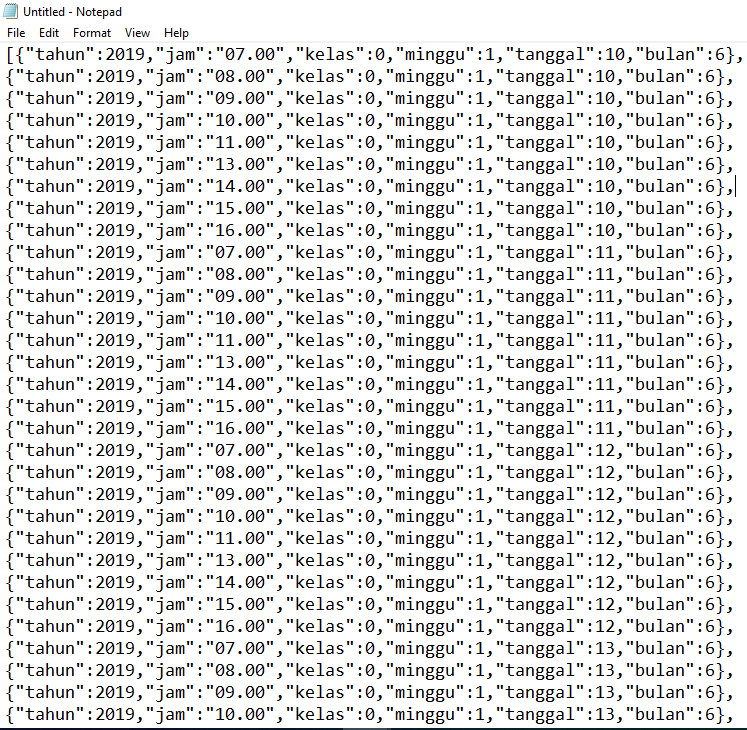 Untitled - Notepad
File Edit Format View Help
[{"tahun":2019,"jam":"07.00","kelas":0,"minggu":1,"tanggal":10,"bulan":6},
{"tahun":2019,"jam":"08.00","kelas":0,"minggu":1,"tanggal":10,"bulan":6},
{"tahun":2019,"jam":"09.00","kelas":0,"minggu":1,"tanggal":10,"bulan":6},
{"tahun":2019,"jam":"10.00","kelas":0,"minggu":1,"tanggal":10,"bulan":6},
{"tahun":2019,"jam":"11.00","kelas":0,"minggu":1,"tanggal":10,"bulan":6},
{"tahun":2019,"jam":"13.00","kelas":0,"minggu":1,"tanggal":10,"bulan":6},
{"tahun":2019,"jam":"14.00","kelas":0,"minggu":1,"tanggal":10,"bulan":6},
{"tahun":2019,"jam":"15.00","kelas":0,"minggu":1,"tanggal":10,"bulan":6},
{"tahun":2019,"jam":"16.00","kelas":0,"minggu":1,"tanggal":10,"bulan":6},
{"tahun":2019,"jam":"07.00","kelas":0,"minggu":1,"tanggal":11,"bulan":6},
{"tahun":2019,"jam":"08.00","kelas":0,"minggu":1,"tanggal":11,"bulan":6},
{"tahun":2019,"jam":"09.00","kelas":0,"minggu":1,"tanggal":11,"bulan":6},
{"tahun":2019,"jam":"10.00","kelas":0,"minggu":1,"tanggal":11,"bulan":6},
{"tahun":2019,"jam":"11.00","kelas":0,"minggu":1,"tanggal":11,"bulan":6},
{"tahun":2019,"jam":"13.00","kelas":0,"minggu":1,"tanggal":11,"bulan":6},
{"tahun":2019,"jam":"14.00","kelas":0,"minggu":1,"tanggal":11,"bulan":6},
{"tahun":2019,"jam":"15.00","kelas":0,"minggu":1,"tanggal":11,"bulan":6},
{"tahun":2019,"jam":"16.00","kelas":0,"minggu":1,"tanggal":11,"bulan":6},
{"tahun":2019,"jam":"07.00","kelas":0,"minggu":1,"tanggal":12,"bulan":6},
{"tahun":2019,"jam":"08.00","kelas":0,"minggu":1,"tanggal":12,"bulan":6},
{"tahun":2019,"jam":"09.00","kelas":0,"minggu":1,"tanggal":12,"bulan":6},
{"tahun":2019,"jam":"10.00","kelas":0,"minggu":1,"tanggal":12,"bulan":6},
{"tahun":2019,"jam":"11.00","kelas":0,"minggu":1,"tanggal":12,"bulan":6},
{"tahun":2019,"jam":"13.00","kelas":0,"minggu":1,"tanggal":12,"bulan":6},
{"tahun":2019,"jam":"14.00","kelas":0,"minggu":1,"tanggal":12,"bulan":6},
{"tahun":2019,"jam":"15.00","kelas":0,"minggu":1,"tanggal":12,"bulan":6},
{"tahun":2019,"jam":"16.00","kelas":0,"minggu":1,"tanggal":12,"bulan":6},
{"tahun":2019,"jam":"07.00","kelas":0,"minggu":1,"tanggal":13,"bulan":6},
{"tahun":2019,"jam":"08.00","kelas":0,"minggu":1,"tanggal":13,"bulan":6},
{"tahun":2019,"jam":"09.00","kelas":0,"minggu":1,"tanggal":13,"bulan":6},
{"tahun":2019,"jam":"10.00","kelas":0,"minggu":1,"tanggal":13,"bulan":6},